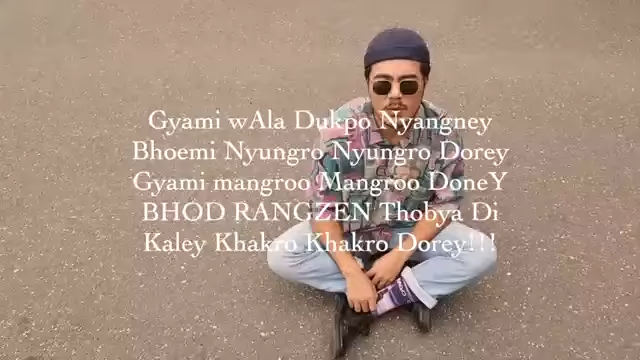 Gyami wAla Dukpo Nyangney
Bhoemi Nyungro Nyungro Dorey
Gyami mangroo Mangroo DoneY
BHOD RANGZEN Thobya Di
Kaley Khakro Khakro Dorey!!!